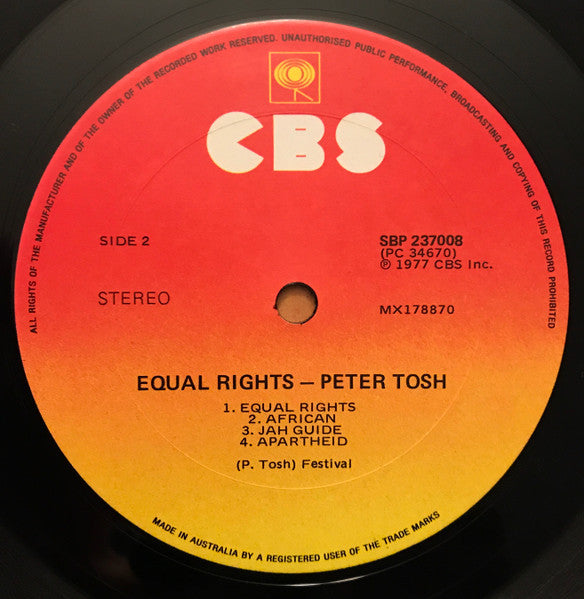 ALL RIGHTS OF THE MANUFACTURER AND OF THE OWNER OF THE RECORDED WORK RESERVED. UNAUTHORISED PUBLIC PERFORMANCE, BROADCASTING AND COPYING OF THIS RECORD PROHIBITED
CBS
SIDE 2
SBP 237008
(PC 34670)
℗ 1977 CBS Inc.
STEREO
MX178870
EQUAL RIGHTS – PETER TOSH
1. EQUAL RIGHTS
2. AFRICAN
3. JAH GUIDE
4. APARTHEID
(P. Tosh) Festival
MADE IN AUSTRALIA BY A REGISTERED USER OF THE TRADE MARKS